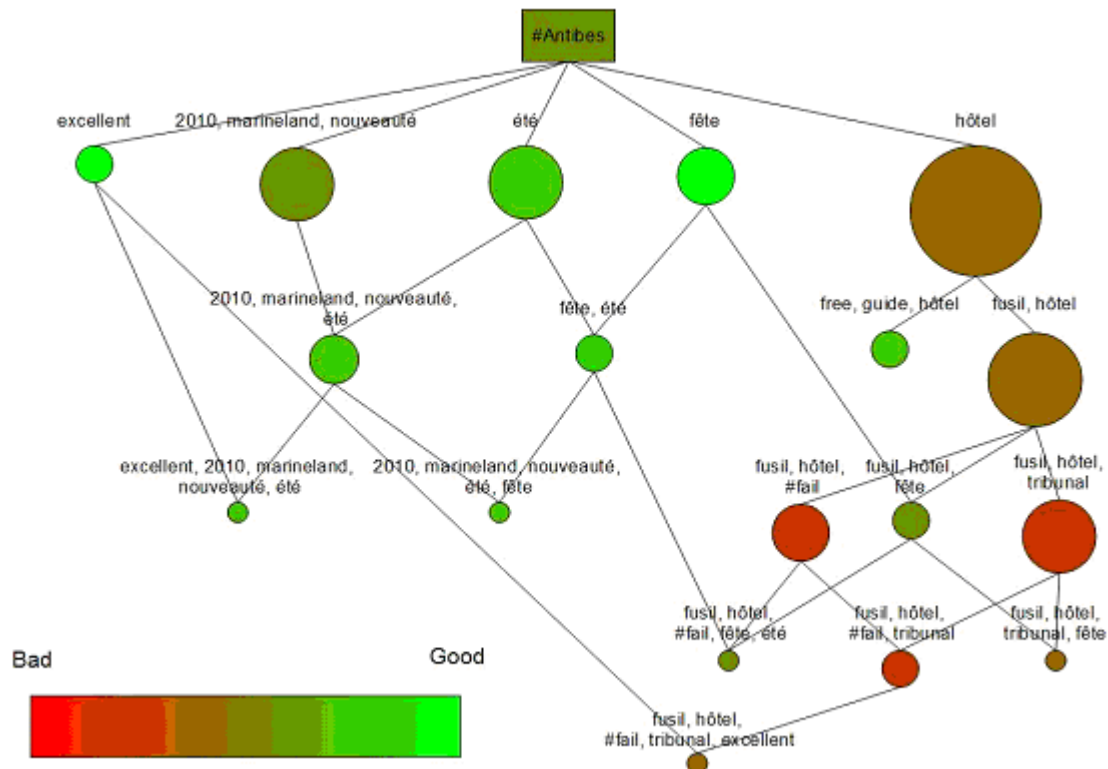 #Antibes
excellent
2010, marineland, nouveauté
été
fête
hôtel
2010, marineland, nouveauté,
été
fête, été
free, guide, hôtel
fusil, hôtel
excellent, 2010, marineland,
nouveauté, été
2010, marineland, nouveauté,
été, fête
fusil, hôtel,
#fail
fusil, hôtel,
fête
fusil, hôtel,
tribunal
fusil, hôtel,
#fail, fête, été
fusil, hôtel,
#fail, tribunal
fusil, hôtel,
tribunal, fête
Bad
Good
fusil, hôtel,
#fail, tribunal, excellent